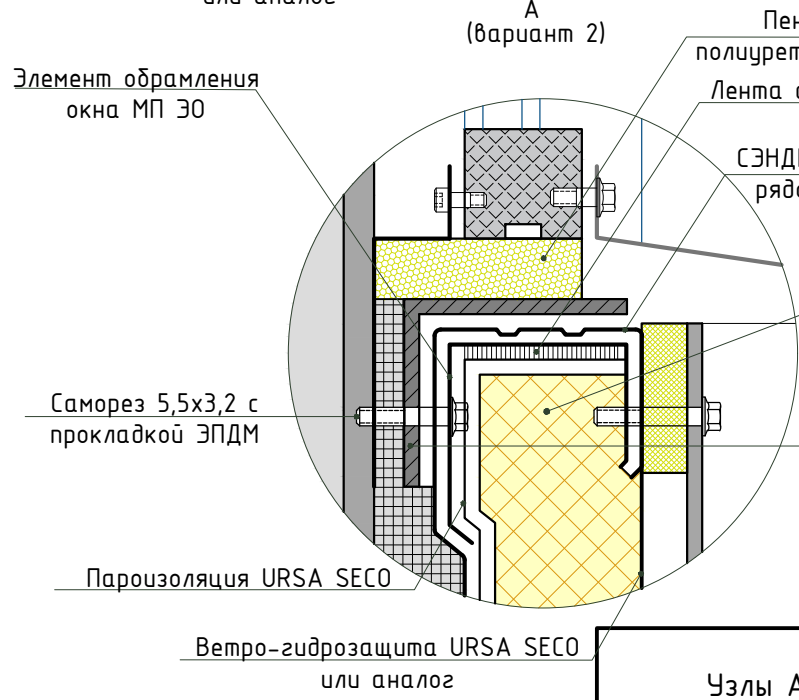 или аналог
А
(вариант 2)
Элемент обрамления
окна МП ЭО
Лента
Саморез 5,5х3,2 с
прокладкой ЭПДМ
Пароизоляция URSA SECO
Ветро-гидрозащита URSA SECO
или аналог
Узлы А